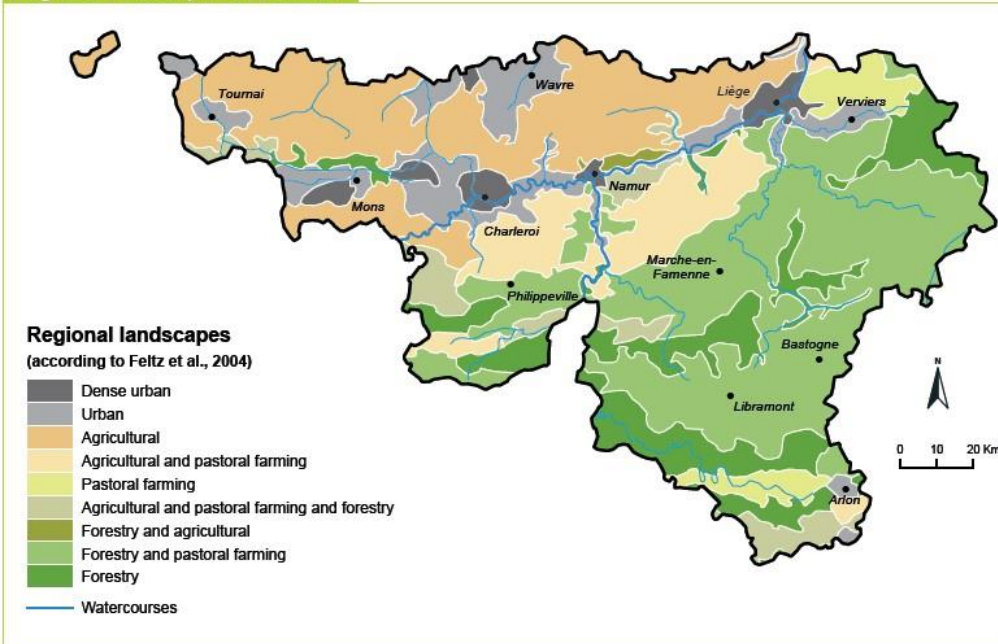 Tournai
Wavre
Liège
Verviers
Mons
Namur
Charleroi
Marche-en-
Famenne
Philippeville
Bastogne
Libramont
Arlon
N
0 10 20 Km
Regional landscapes
(according to Feltz et al., 2004)
Dense urban
Urban
Agricultural
Agricultural and pastoral farming
Pastoral farming
Agricultural and pastoral farming and forestry
Forestry and agricultural
Forestry and pastoral farming
Forestry
Watercourses